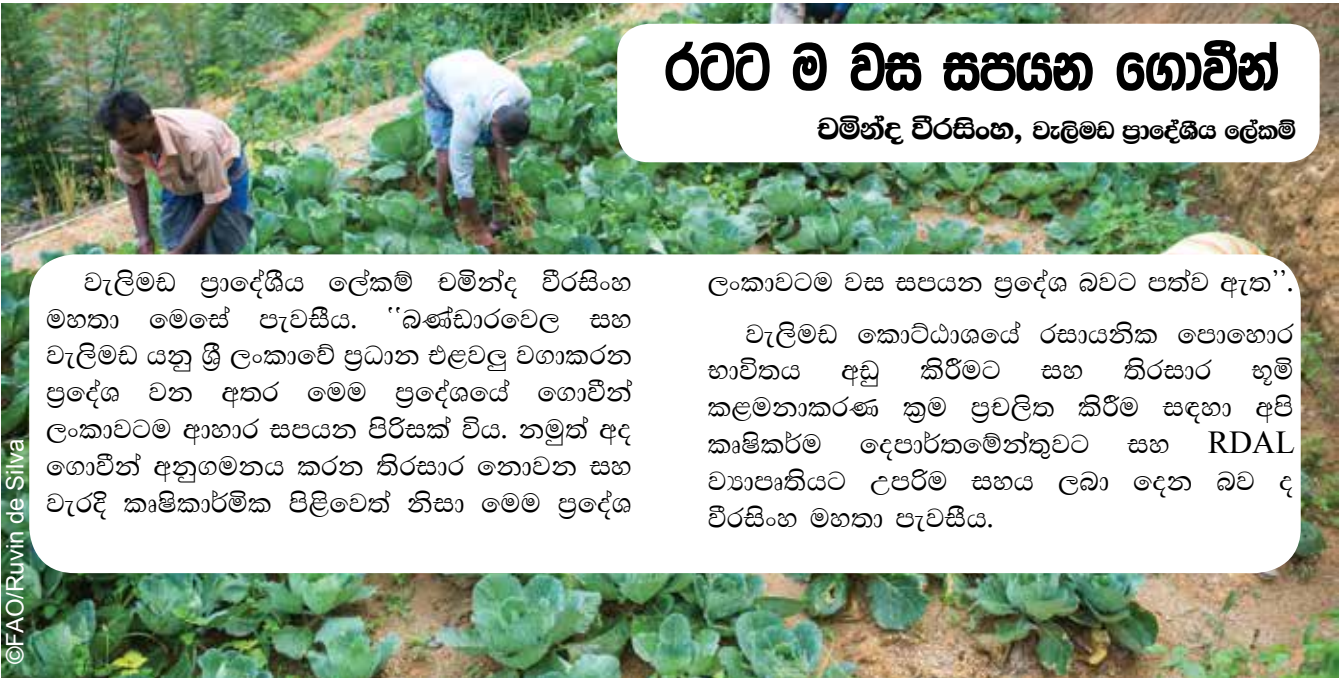 රටට ම වස සපයන ගොවීන්
චමින්ද වීරසිංහ, වැලිමඩ ප්‍රාදේශීය ලේකම්
වැලිමඩ ප්‍රාදේශීය ලේකම් චමින්ද වීරසිංහ
මහතා මෙසේ පැවසීය. ‘‘බණ්ඩාරවෙල සහ
වැලිමඩ යනු ශ්‍රී ලංකාවේ ප්‍රධාන එළවලු වගාකරන
ප්‍රදේශ වන අතර මෙම ප්‍රදේශයේ ගොවීන්
ලංකාවටම ආහාර සපයන පිරිසක් විය. නමුත් අද
ගොවීන් අනුගමනය කරන තිරසාර නොවන සහ
වැරදි කෘෂිකාර්මික පිළිවෙත් නිසා මෙම ප්‍රදේශ
ලංකාවටම වස සපයන ප්‍රදේශ බවට පත්ව ඇත’’.
වැලිමඩ කොට්ඨාශයේ රසායනික පොහොර
භාවිතය අඩු කිරීමට සහ තිරසාර භූමි
කළමනාකරණ ක්‍රම ප්‍රචලිත කිරීම සඳහා අපි
කෘෂිකර්ම දෙපාර්තමේන්තුවට සහ RDAL
ව්‍යාපෘතියට උපරිම සහය ලබා දෙන බව ද
වීරසිංහ මහතා පැවසීය.
©FAO/Ruvin de Silva